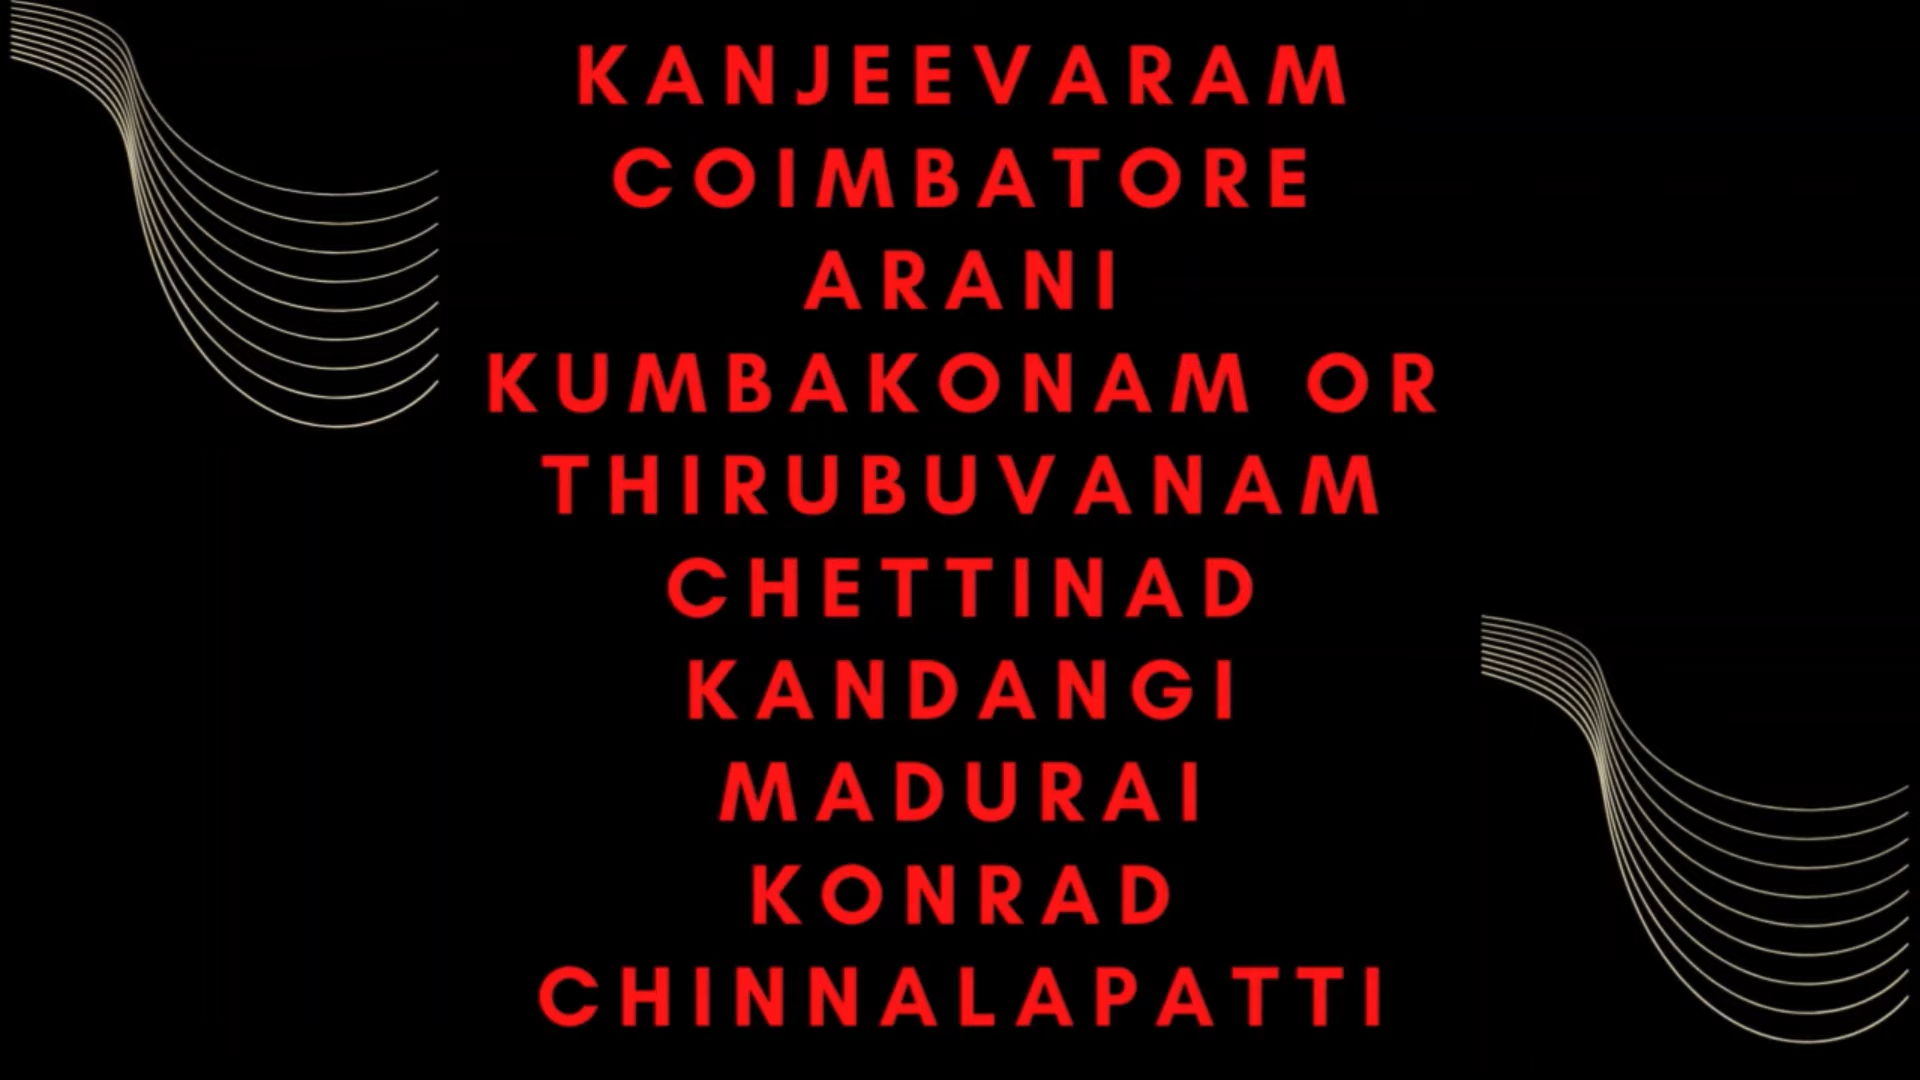 KANJEEVARAM
COIMBATORE
ARANI
KUMBAKONAM OR
THIRUBUVANAM
CHETTINAD
KANDANGI
MADURAI
KONRAD
CHINNALAPATTI